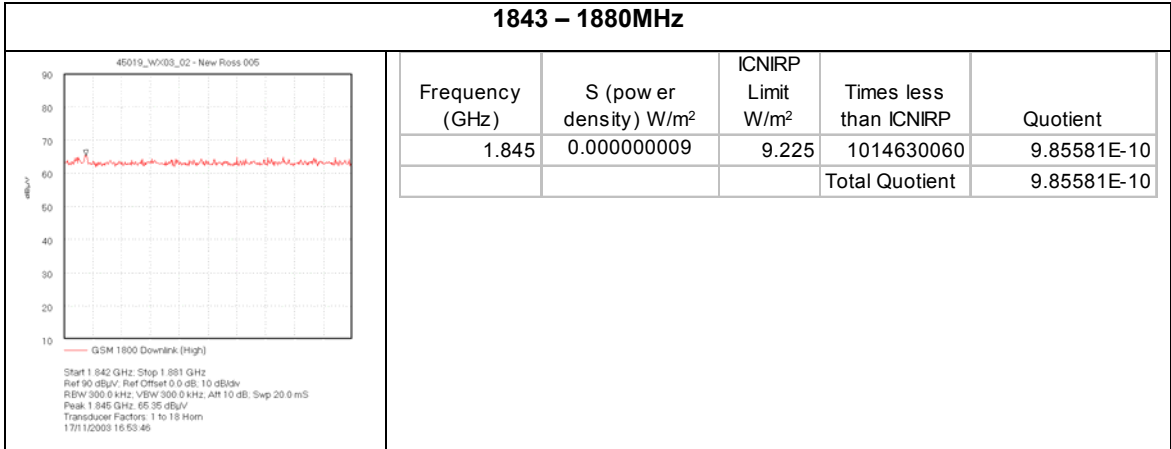 1843 – 1880MHz
45019_WX03_02 - New Ross 005
90
80
70
60
50
40
30
20
10
dBµV
GSM 1800 Downlink (High)
Start 1.842 GHz; Stop 1.881 GHz
Ref 90 dBµV; Ref Offset 0.0 dB; 10 dB/div
RBW 300.0 kHz; VBW 300.0 kHz; Att 10 dB; Swp 20.0 mS
Peak 1.845 GHz, 65.35 dBµV
Transducer Factors: 1 to 18 Horn
17/11/2003 16:53:46
Frequency (GHz) S (pow er density) W/m² ICNIRP Limit W/m² Times less than ICNIRP Quotient
1.845 0.000000009 9.225 1014630060 9.85581E-10
Total Quotient 9.85581E-10